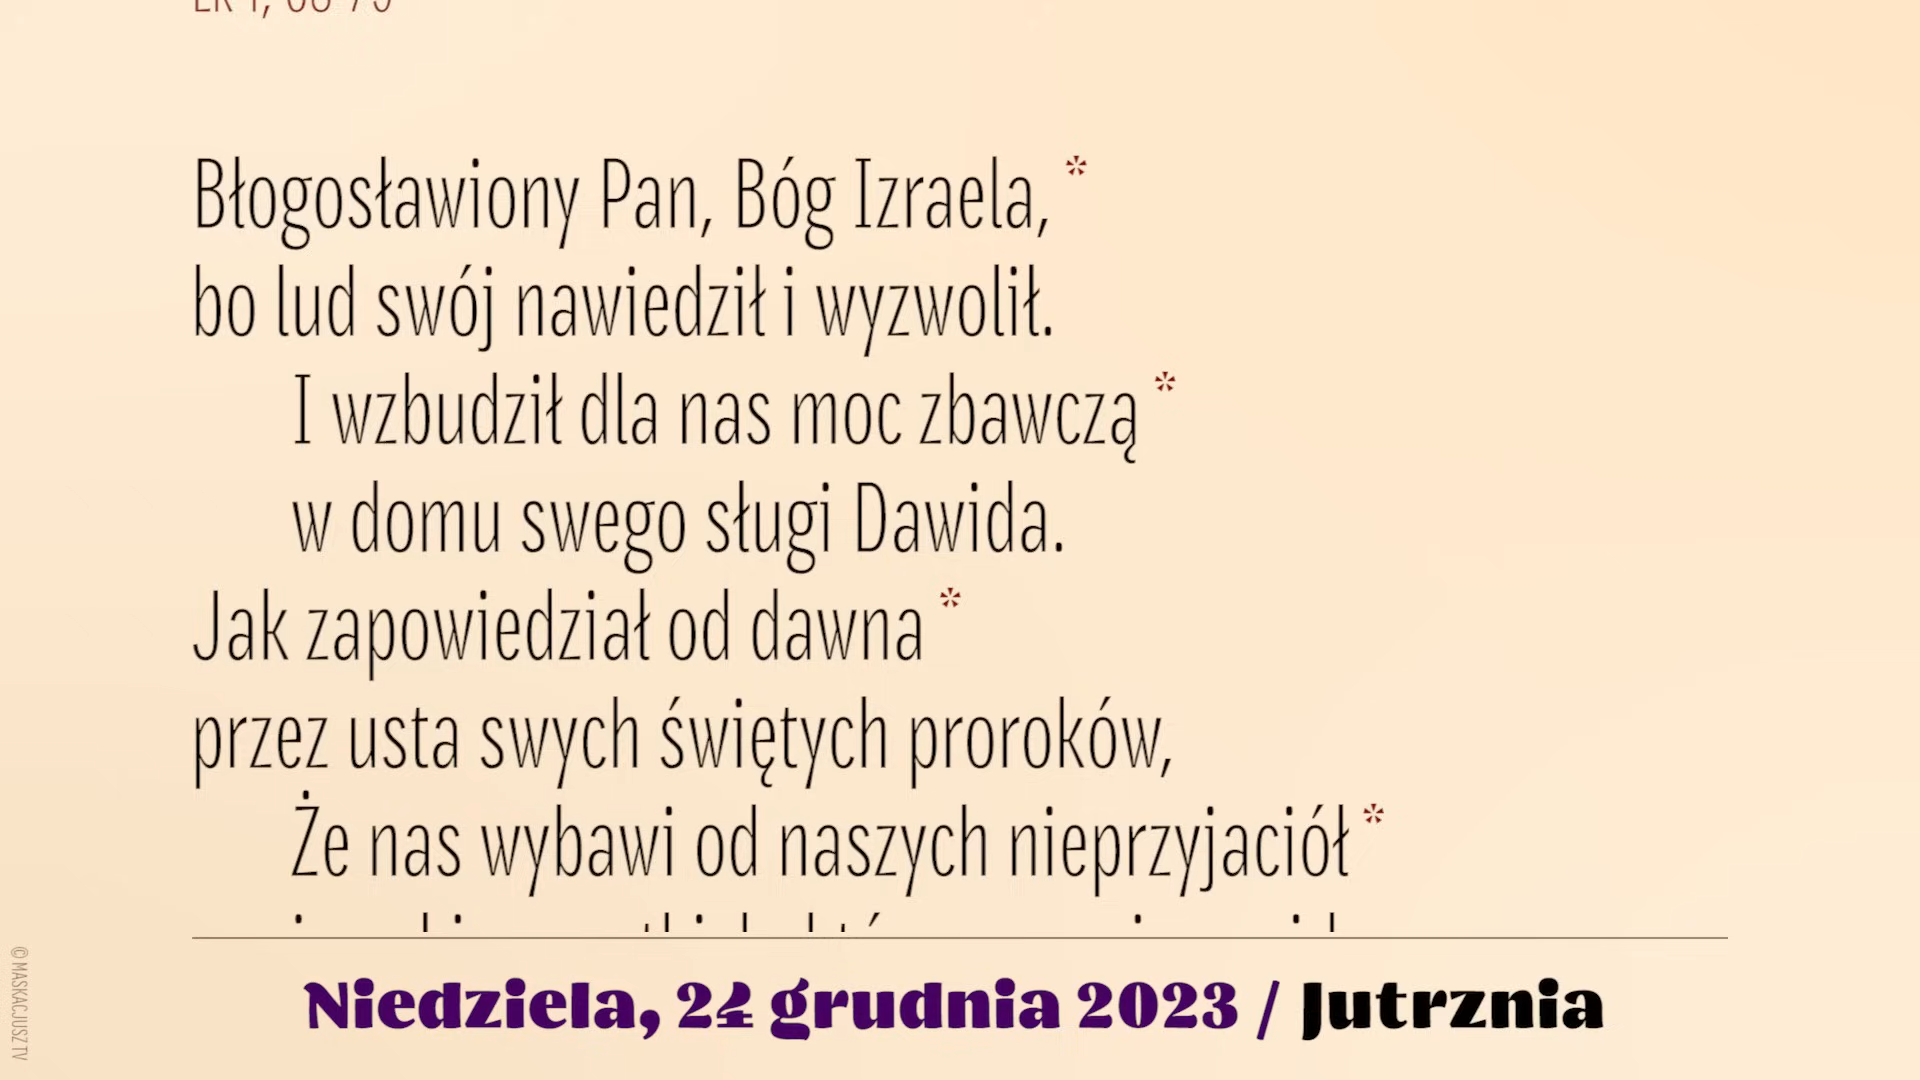 Błogosławiony Pan, Bóg Izraela, *
bo lud swój nawiedził i wyzwolił.
I wzbudził dla nas moc zbawczą *
w domu swego sługi Dawida.
Jak zapowiedział od dawna *
przez usta swych świętych proroków,
Że nas wybawi od naszych nieprzyjaciół *
Niedziela, 24 grudnia 2023 / Jutrznia
© MASKACJUSZ TV